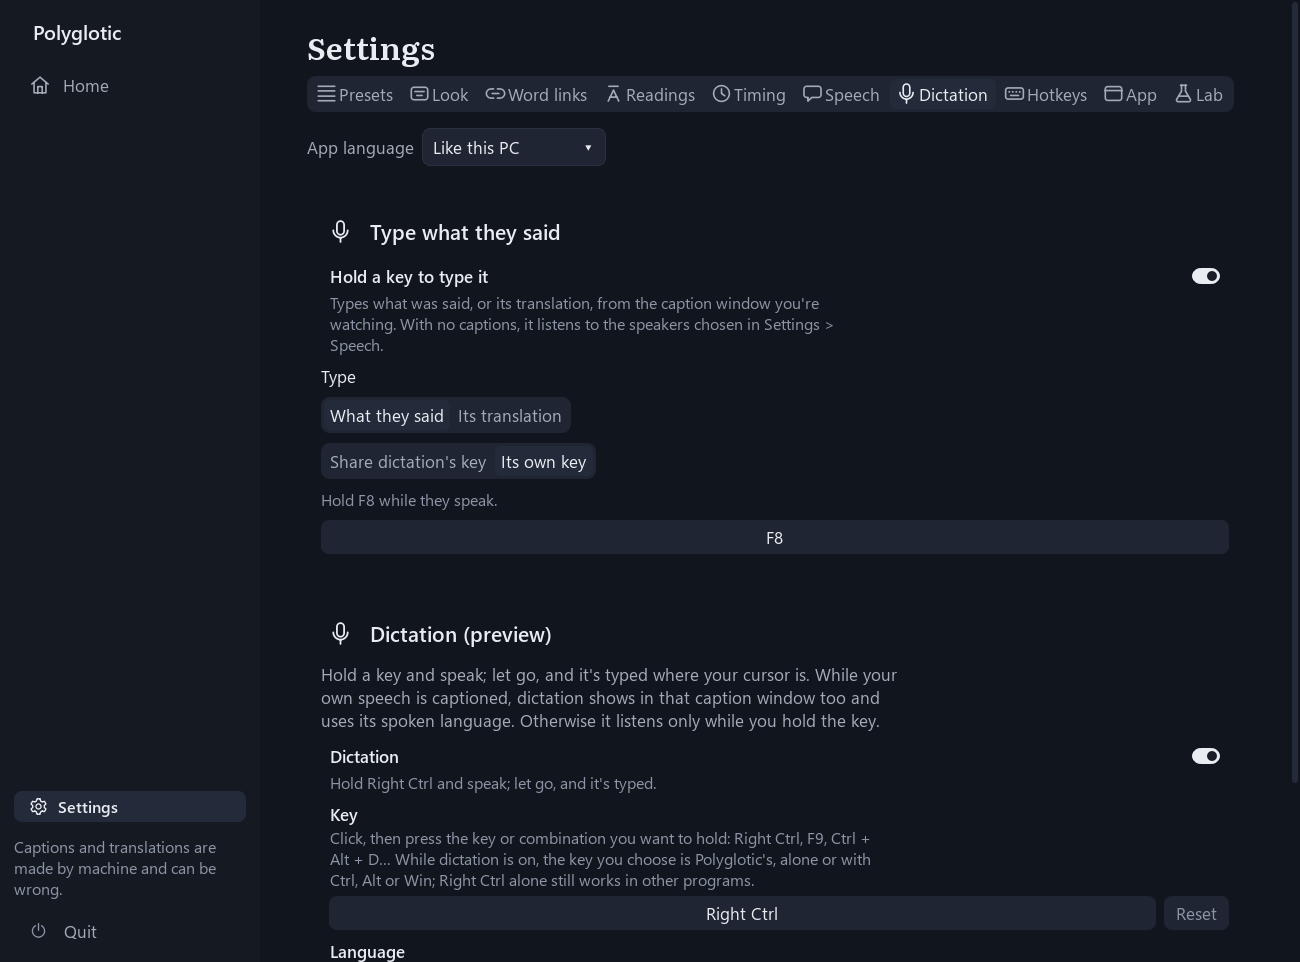 Polyglotic
Home
Settings
Captions and translations are
made by machine and can be
wrong.
Quit
Settings
Presets Look Word links Readings Timing Speech Dictation Hotkeys App Lab
App language Like this PC
Type what they said
Hold a key to type it
Types what was said, or its translation, from the caption window you're
watching. With no captions, it listens to the speakers chosen in Settings >
Speech.
Type
What they said Its translation
Share dictation's key Its own key
Hold F8 while they speak.
F8
Dictation (preview)
Hold a key and speak; let go, and it's typed where your cursor is. While your
own speech is captioned, dictation shows in that caption window too and
uses its spoken language. Otherwise it listens only while you hold the key.
Dictation
Hold Right Ctrl and speak; let go, and it's typed.
Key
Click, then press the key or combination you want to hold: Right Ctrl, F9, Ctrl +
Alt + D... While dictation is on, the key you choose is Polyglotic's, alone or with
Ctrl, Alt or Win; Right Ctrl alone still works in other programs.
Right Ctrl Reset
Language